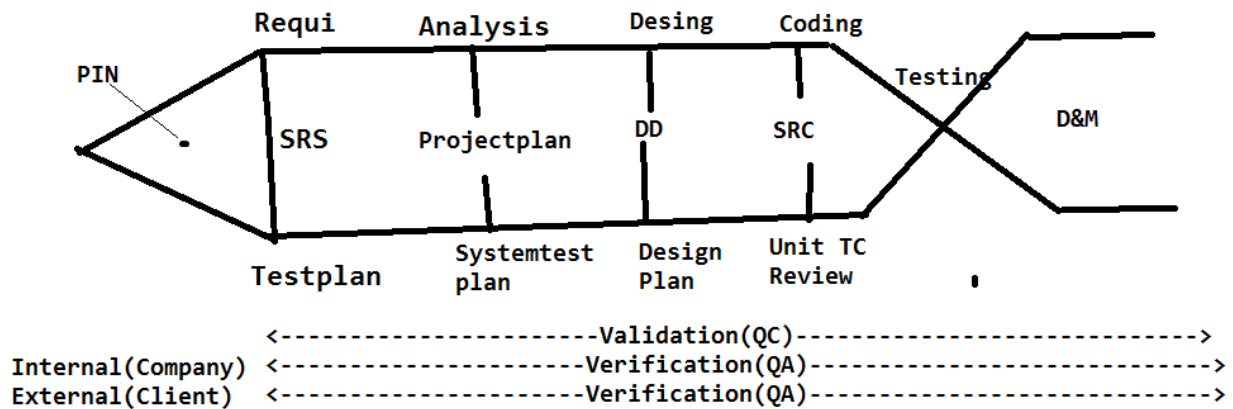 Requi
Analysis
Desing
Coding
PIN
Testing
SRS
Projectplan
DD
SRC
D&M
Testplan
Systemtest
plan
Design
Plan
Unit TC
Review
<-----------------------Validation(QC)----------------------------->
Internal(Company) <----------------------Verification(QA)----------------------------->
External(Client) <----------------------Verification(QA)----------------------------->